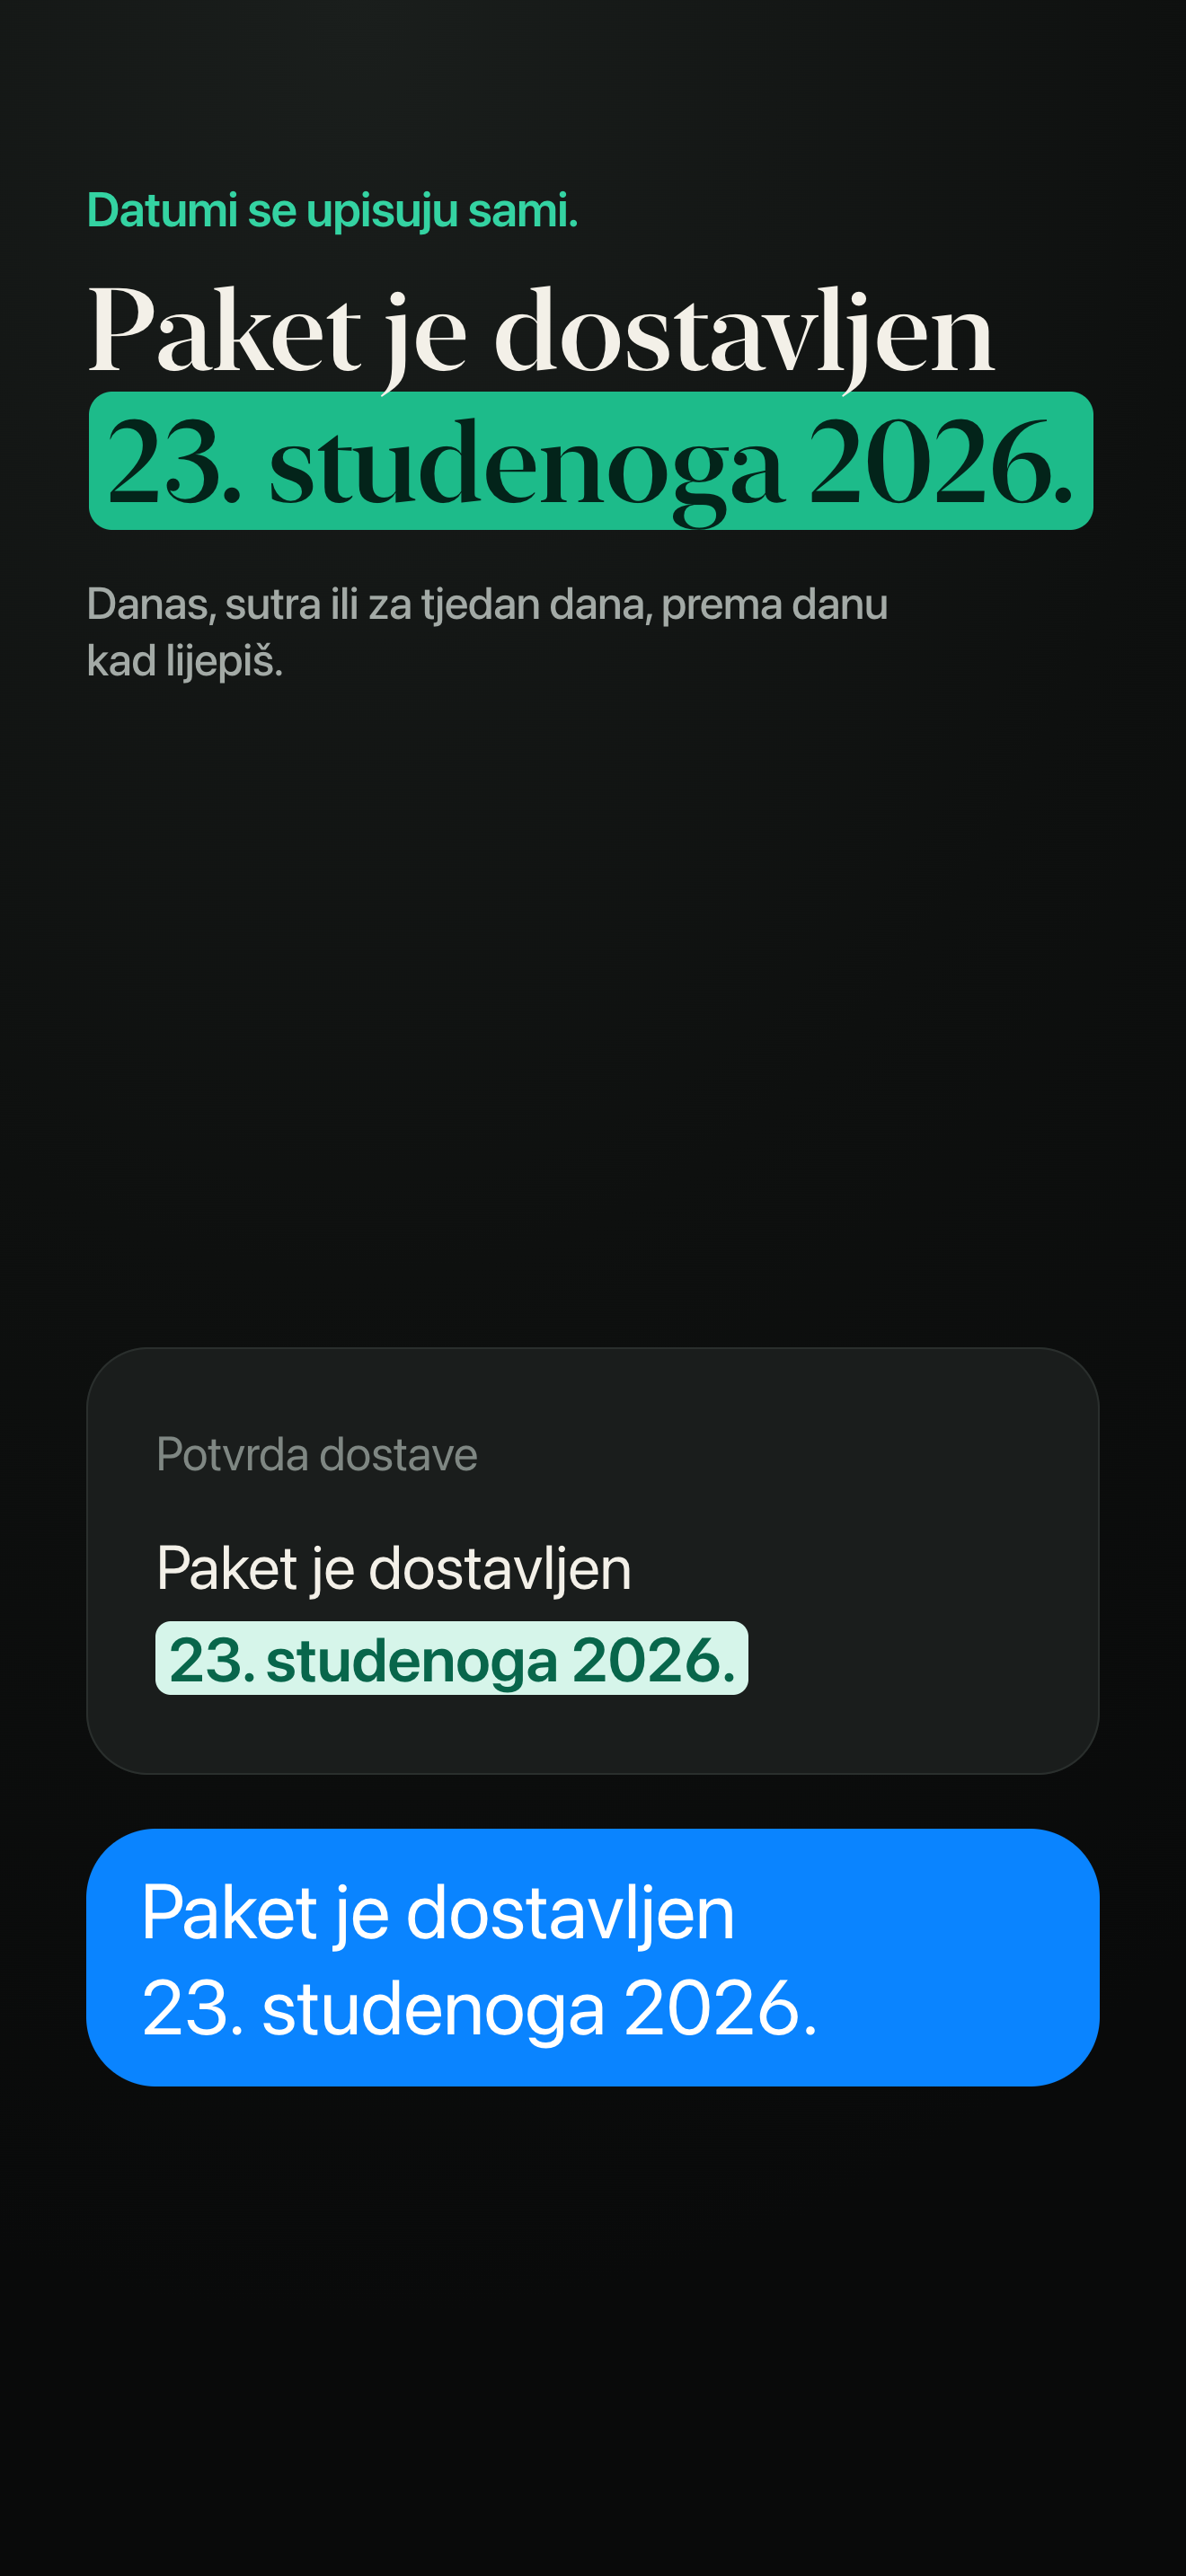 Datumi se upisuju sami.
Paket je dostavljen
23. studenoga 2026.
Danas, sutra ili za tjedan dana, prema danu
kad lijepiš.
Potvrda dostave
Paket je dostavljen
23. studenoga 2026.
Paket je dostavljen
23. studenoga 2026.